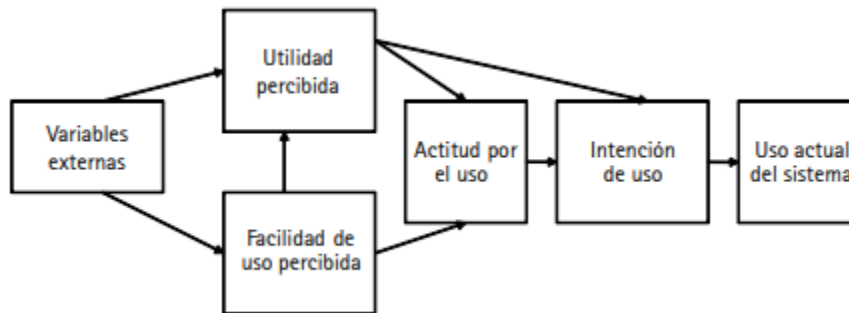 Utilidad
percibida
Variables
externas
Facilidad de
uso percibida
Actitud por
el uso
Intención
de uso
Uso actual
del sistema